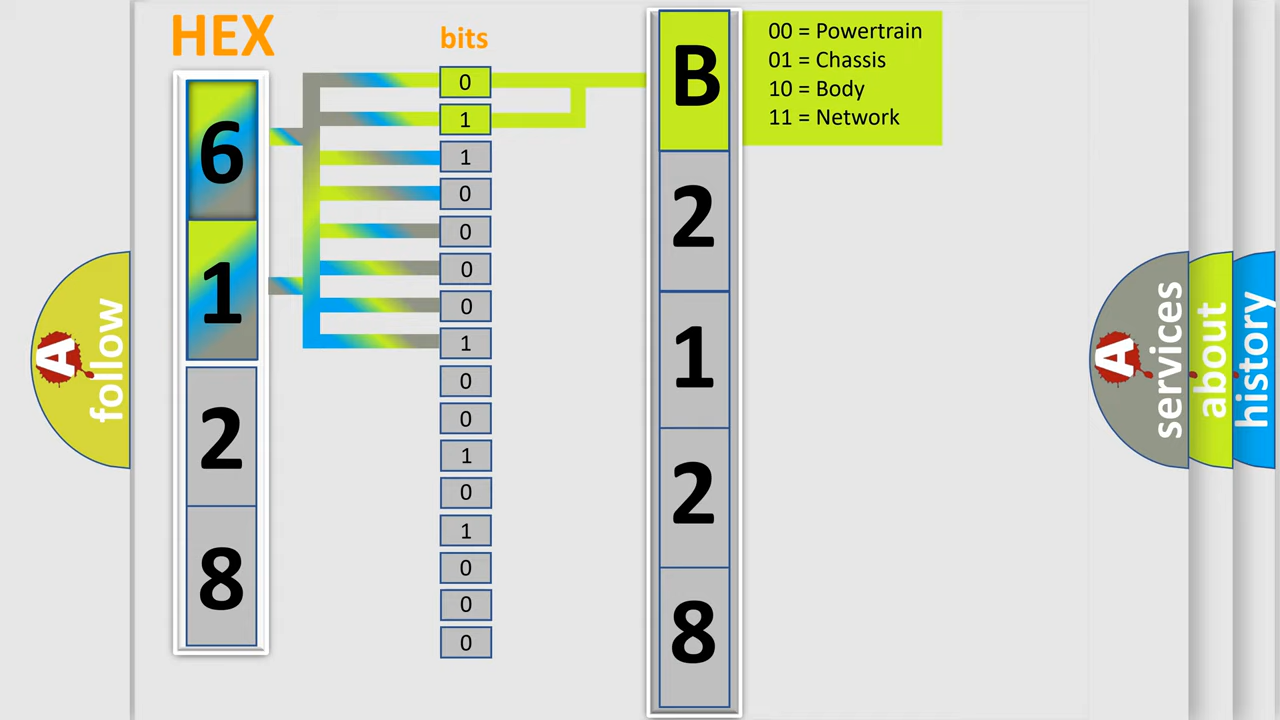 HEX
bits
6
1
2
8
0
1
1
0
0
0
0
1
0
0
1
0
1
0
0
0
B
2
1
2
8
00 = Powertrain
01 = Chassis
10 = Body
11 = Network
A
follow
A
services
about
history